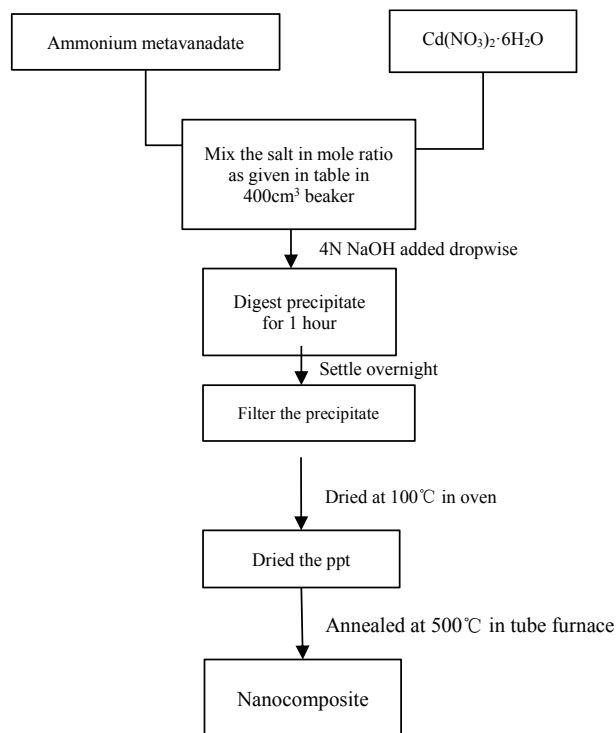 Ammonium metavanadate
Cd(NO₃)₂·6H₂O
Mix the salt in mole ratio
as given in table in
400cm³ beaker
4N NaOH added dropwise
Digest precipitate
for 1 hour
Settle overnight
Filter the precipitate
Dried at 100℃ in oven
Dried the ppt
Annealed at 500℃ in tube furnace
Nanocomposite